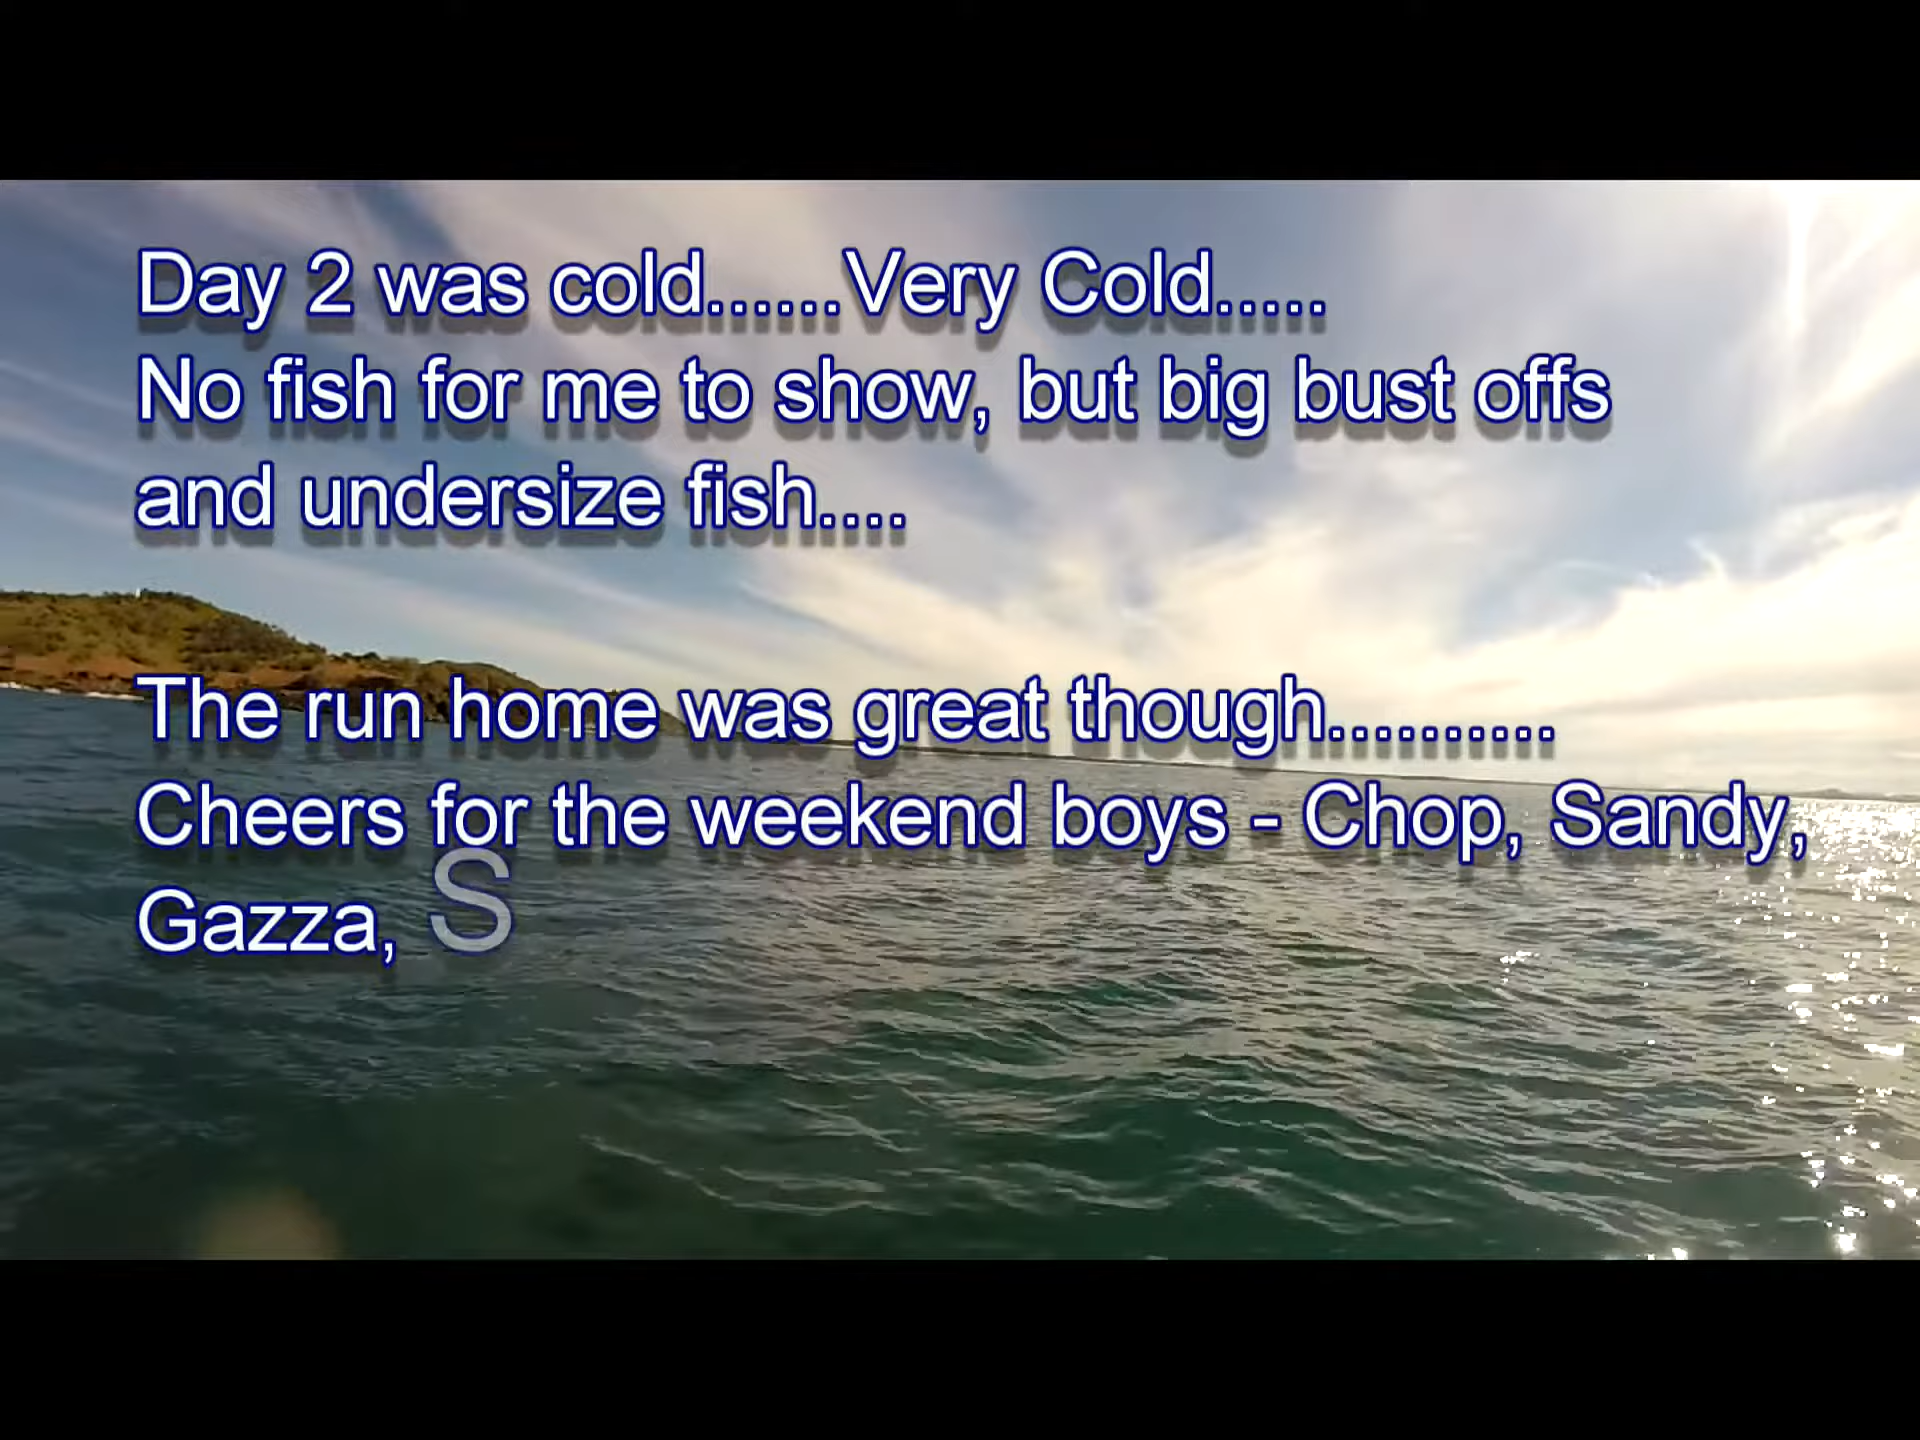 Day 2 was cold......Very Cold.....
No fish for me to show, but big bust offs
and undersize fish....
The run home was great though..........
Cheers for the weekend boys - Chop, Sandy,
Gazza, S